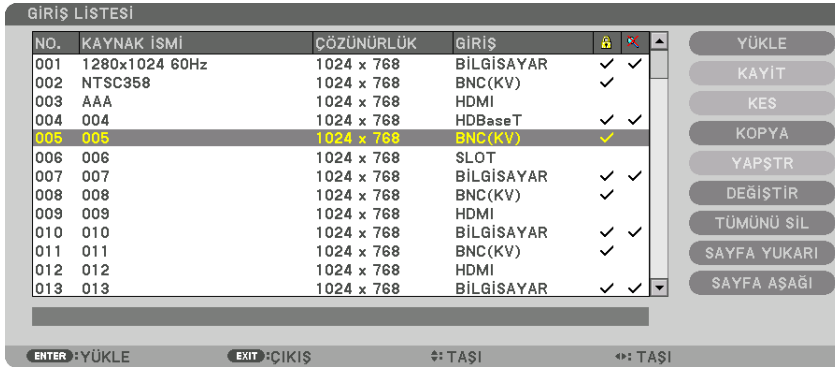 GİRİŞ LİSTESİ
NO. KAYNAK İSMİ ÇÖZÜNÜRLÜK GİRİŞ
001 1280x1024 60Hz 1024 x 768 BİLGİSAYAR ✓ ✓
002 NTSC358 1024 x 768 BNC(KV) ✓
003 AAA 1024 x 768 HDMI
004 004 1024 x 768 HDBaseT ✓ ✓
005 005 1024 x 768 BNC(KV) ✓
006 006 1024 x 768 SLOT
007 007 1024 x 768 BİLGİSAYAR ✓ ✓
008 008 1024 x 768 BNC(KV) ✓
009 009 1024 x 768 HDMI
010 010 1024 x 768 BİLGİSAYAR ✓ ✓
011 011 1024 x 768 BNC(KV) ✓
012 012 1024 x 768 HDMI
013 013 1024 x 768 BİLGİSAYAR ✓ ✓
YÜKLE
KAYİT
KES
KOPYA
YAPŞTR
DEĞİŞTİR
TÜMÜNÜ SİL
SAYFA YUKARI
SAYFA AŞAĞI
ENTER :YÜKLE EXIT :ÇIKIŞ :TAŞI :TAŞI